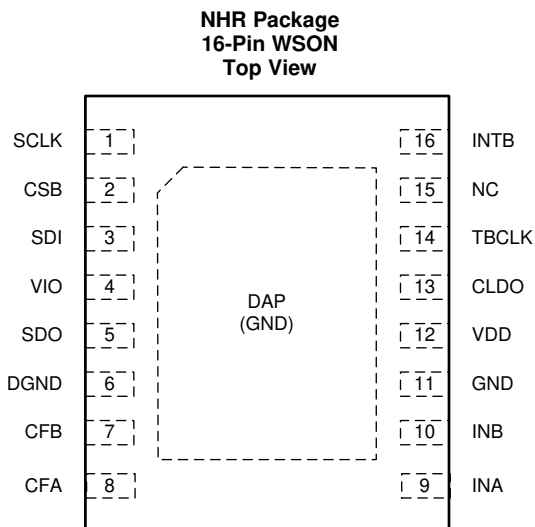 NHR Package
16-Pin WSON
Top View
SCLK 1 16 INTB
CSB 2 15 NC
SDI 3 14 TBCLK
VIO 4 13 CLDO
DAP
(GND)
SDO 5 12 VDD
DGND 6 11 GND
CFB 7 10 INB
CFA 8 9 INA